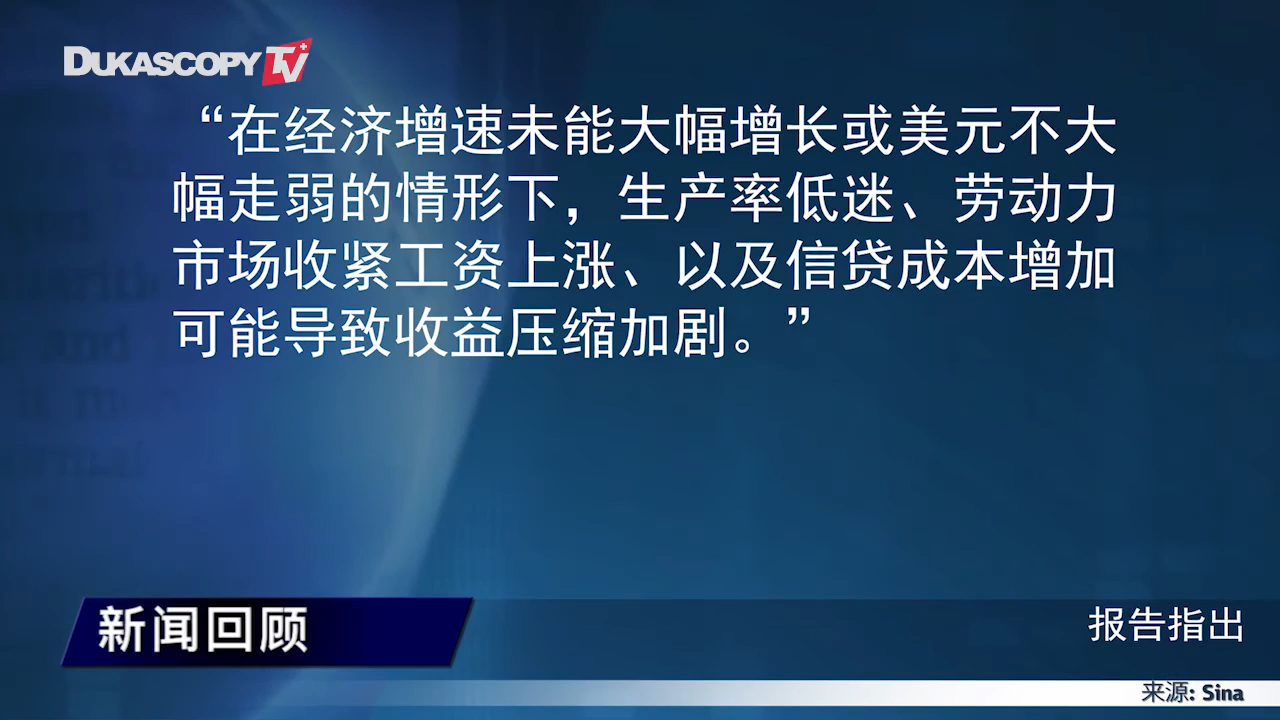 DUKASCOPY TV
“在经济增速未能大幅增长或美元不大
幅走弱的情形下，生产率低迷、劳动力
市场收紧工资上涨、以及信贷成本增加
可能导致收益压缩加剧。”
新闻回顾
报告指出
来源: Sina